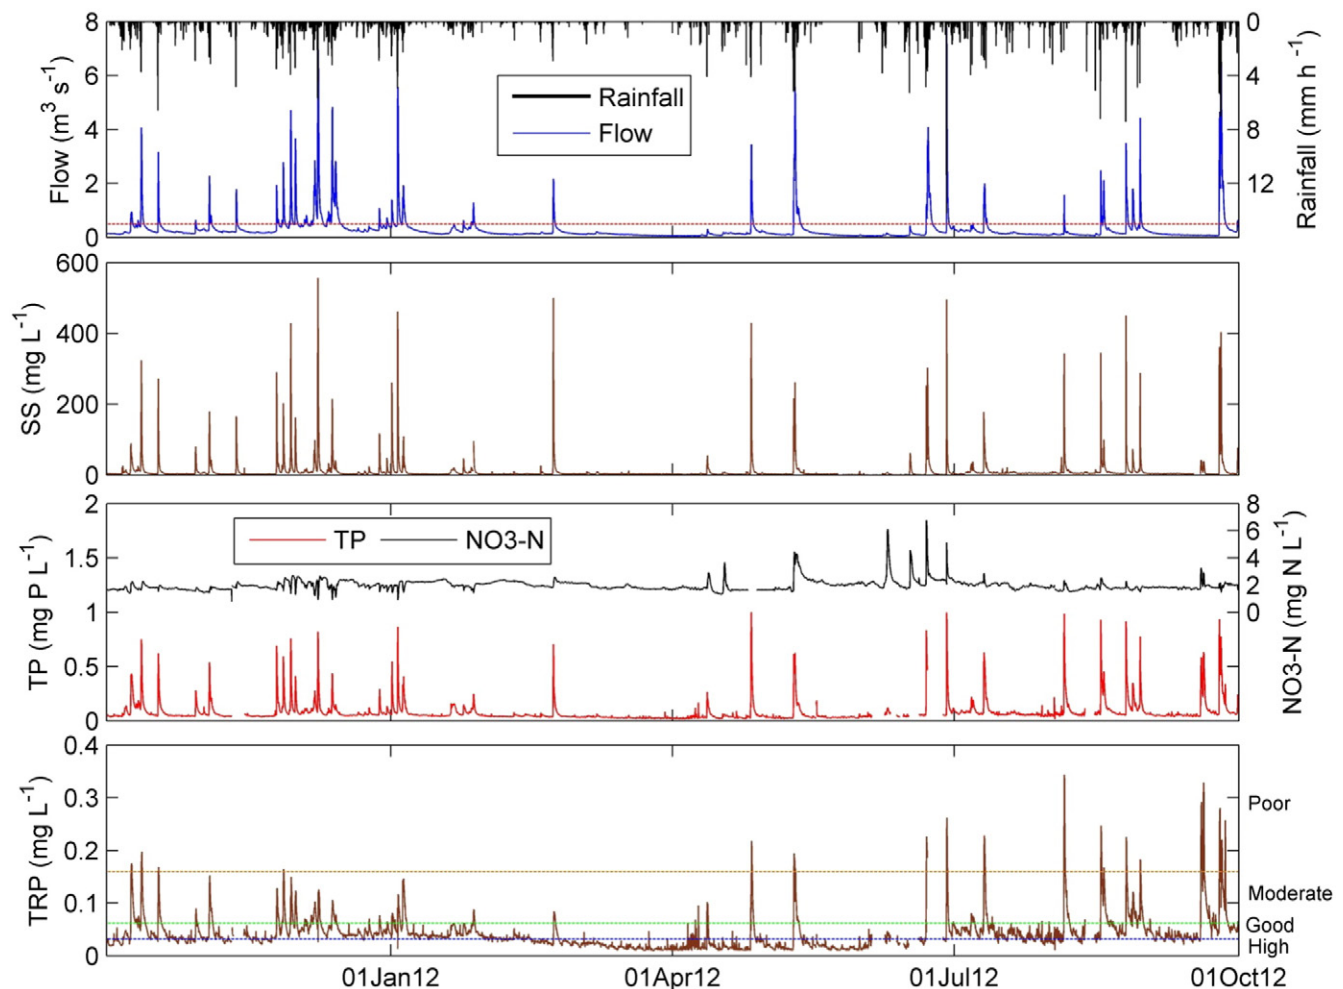 8
6
4
2
0
Flow (m³ s⁻¹)
Rainfall
Flow
0
4
8
12
Rainfall (mm h⁻¹)
600
400
200
0
SS (mg L⁻¹)
2
1.5
1
0.5
0
TP (mg P L⁻¹)
TP NO3-N
8
6
4
2
0
NO3-N (mg N L⁻¹)
0.4
0.3
0.2
0.1
0
TRP (mg L⁻¹)
Poor
Moderate
Good
High
01Jan12 01Apr12 01Jul12 01Oct12